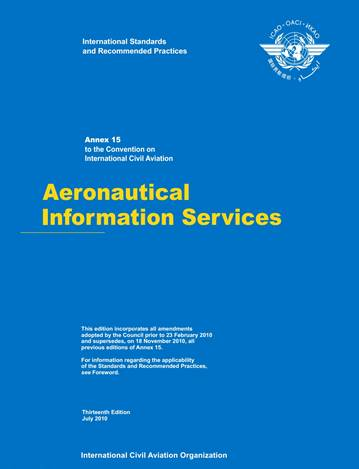 ICAO · OACI · ИКАО
International Standards
and Recommended Practices
Annex 15
to the Convention on
International Civil Aviation
Aeronautical
Information Services
This edition incorporates all amendments
adopted by the Council prior to 23 February 2010
and supersedes, on 18 November 2010, all
previous editions of Annex 15.
For information regarding the applicability
of the Standards and Recommended Practices,
see Foreword.
Thirteenth Edition
July 2010
International Civil Aviation Organization